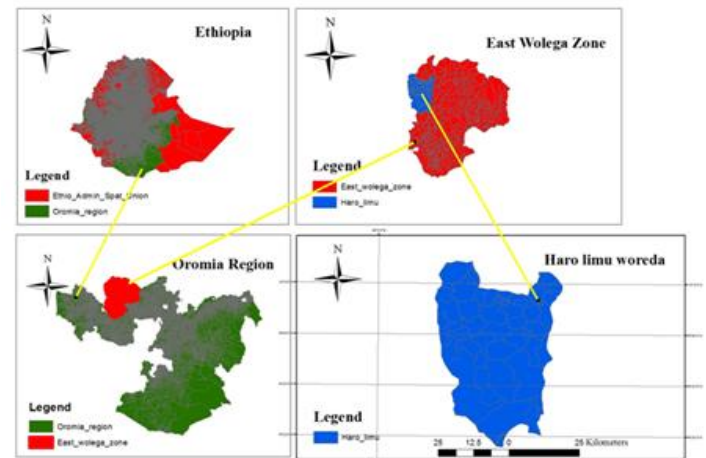 N
Ethiopia
Legend
Ethio_Admin_Spat_Union
Oromia_region
N
East Wolega Zone
Legend
East_wolega_zone
Haro_limu
N
Oromia Region
Legend
Oromia_region
East_wolega_zone
N
Haro limu woreda
Legend
Haro_limu
25 12.5 0 25 Kilometers